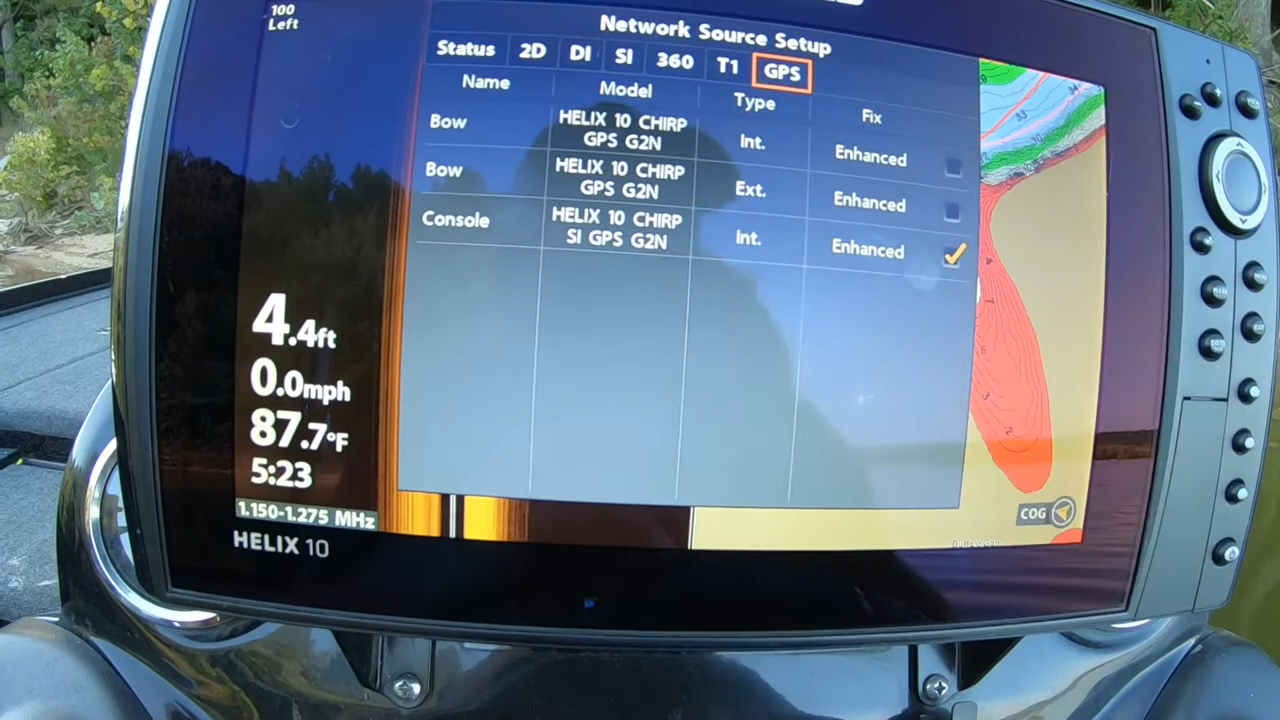 100
Left
Network Source Setup
Status 2D DI SI 360 T1 GPS
Name Model Type Fix
Bow HELIX 10 CHIRP GPS G2N Int. Enhanced
Bow HELIX 10 CHIRP GPS G2N Ext. Enhanced
Console HELIX 10 CHIRP SI GPS G2N Int. Enhanced
4.4ft
0.0mph
87.7°F
5:23
1.150-1.275 MHz
COG
HELIX 10